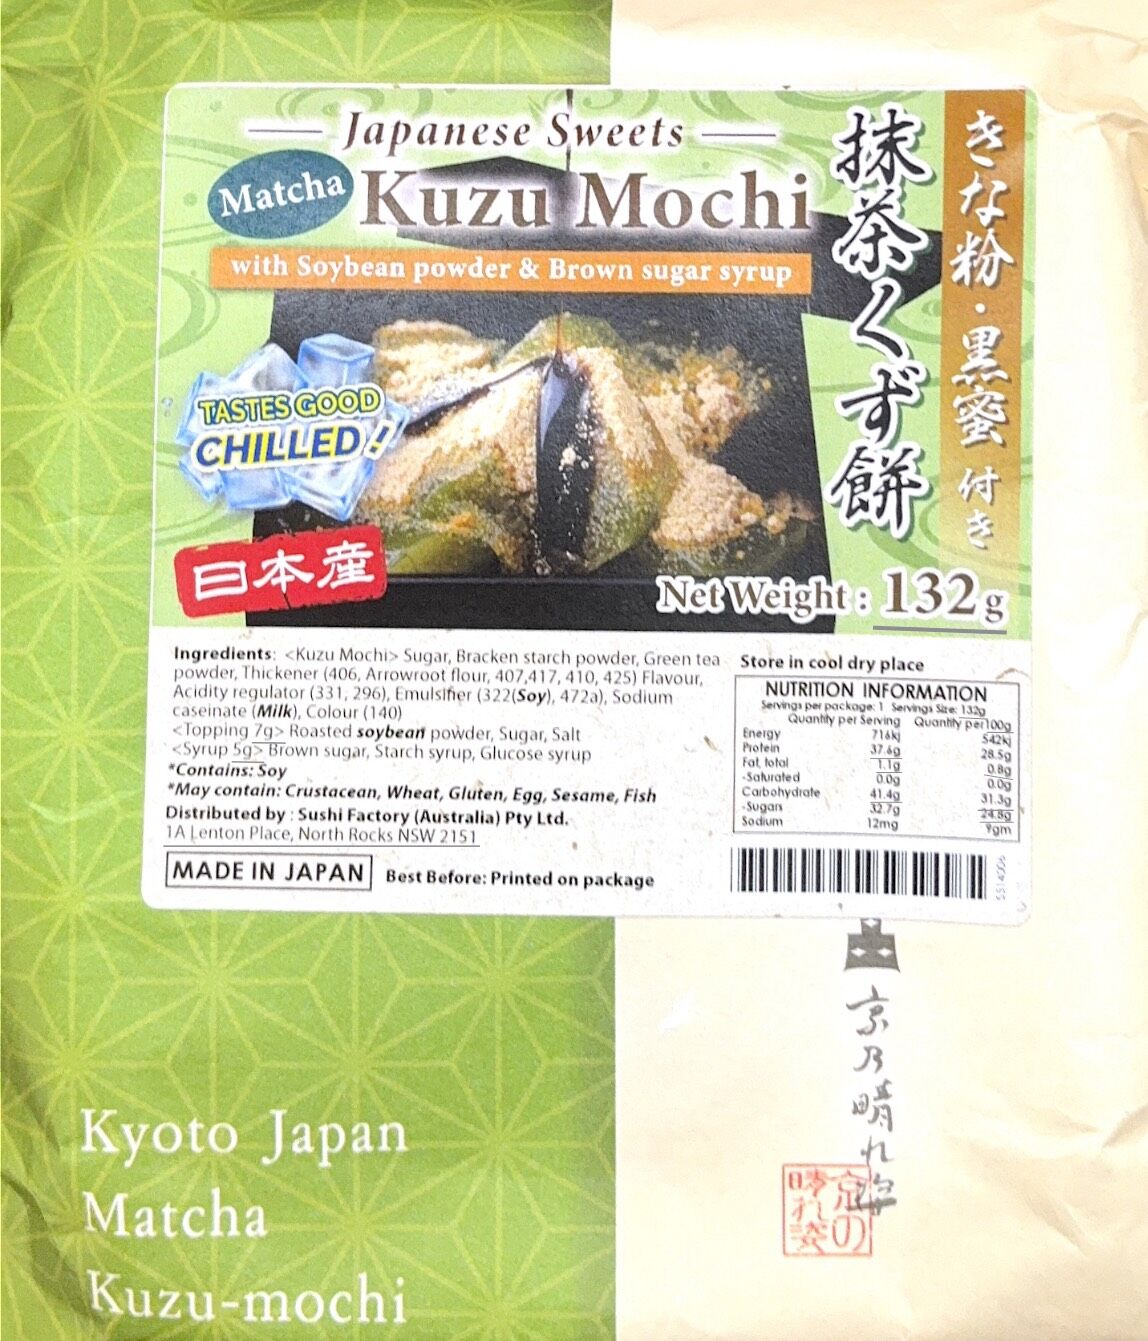 Japanese Sweets
Matcha
Kuzu Mochi
with Soybean powder & Brown sugar syrup
抹茶くず餅
きな粉・黒蜜 付き
TASTES GOOD
CHILLED!
日本産
Net Weight : 132g
Ingredients: <Kuzu Mochi> Sugar, Bracken starch powder, Green tea
powder, Thickener (406, Arrowroot flour, 407,417, 410, 425) Flavour,
Acidity regulator (331, 296), Emulsifier (322(Soy), 472a), Sodium
caseinate (Milk), Colour (140)
<Topping 7g> Roasted soybean powder, Sugar, Salt
<Syrup 5g> Brown sugar, Starch syrup, Glucose syrup
*Contains: Soy
*May contain: Crustacean, Wheat, Gluten, Egg, Sesame, Fish
Distributed by : Sushi Factory (Australia) Pty Ltd.
1A Lenton Place, North Rocks NSW 2151
MADE IN JAPAN
Best Before: Printed on package
Store in cool dry place
NUTRITION INFORMATION
Servings per package: 1 Servings Size: 132g
Quantity per Serving Quantity per100g
Energy 716kj 542kj
Protein 37.6g 28.5g
Fat, total 1.1g 0.8g
-Saturated 0.0g 0.0g
Carbohydrate 41.4g 31.3g
-Sugars 32.7g 24.8g
Sodium 12mg 9gm
京乃晴れ姿
京の
晴れ姿
Kyoto Japan
Matcha
Kuzu-mochi